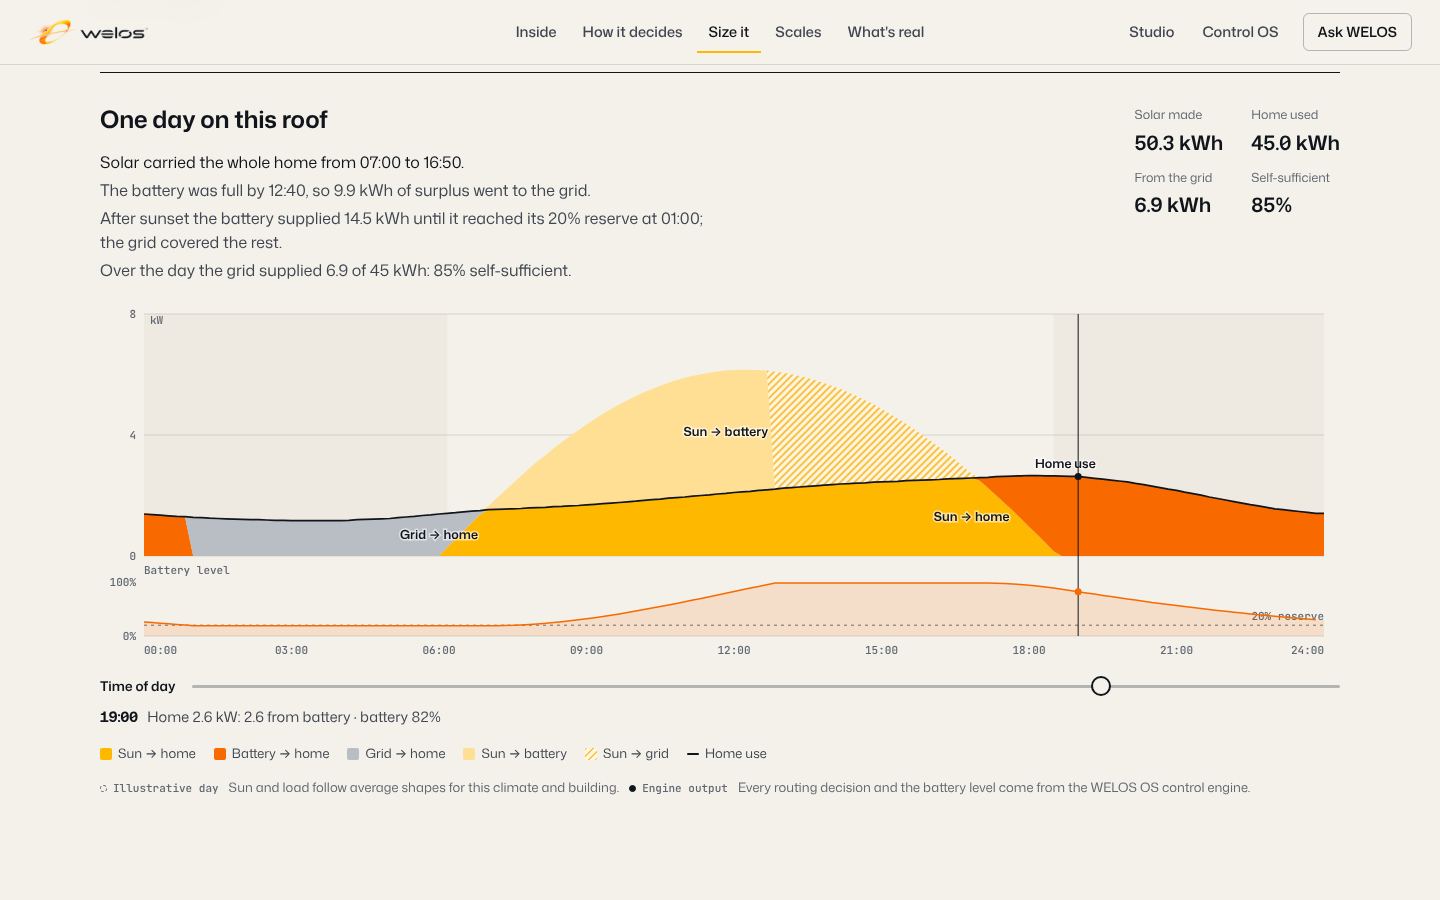 welos
Inside
How it decides
Size it
Scales
What's real
Studio
Control OS
Ask WELOS
One day on this roof
Solar carried the whole home from 07:00 to 16:50.
The battery was full by 12:40, so 9.9 kWh of surplus went to the grid.
After sunset the battery supplied 14.5 kWh until it reached its 20% reserve at 01:00;
the grid covered the rest.
Over the day the grid supplied 6.9 of 45 kWh: 85% self-sufficient.
Solar made
Home used
50.3 kWh
45.0 kWh
From the grid
Self-sufficient
6.9 kWh
85%
8
kW
4
Sun → battery
Home use
Sun → home
Grid → home
0
Battery level
100%
20% reserve
0%
00:00
03:00
06:00
09:00
12:00
15:00
18:00
21:00
24:00
Time of day
19:00 Home 2.6 kW: 2.6 from battery · battery 82%
Sun → home
Battery → home
Grid → home
Sun → battery
Sun → grid
Home use
Illustrative day Sun and load follow average shapes for this climate and building.
Engine output Every routing decision and the battery level come from the WELOS OS control engine.